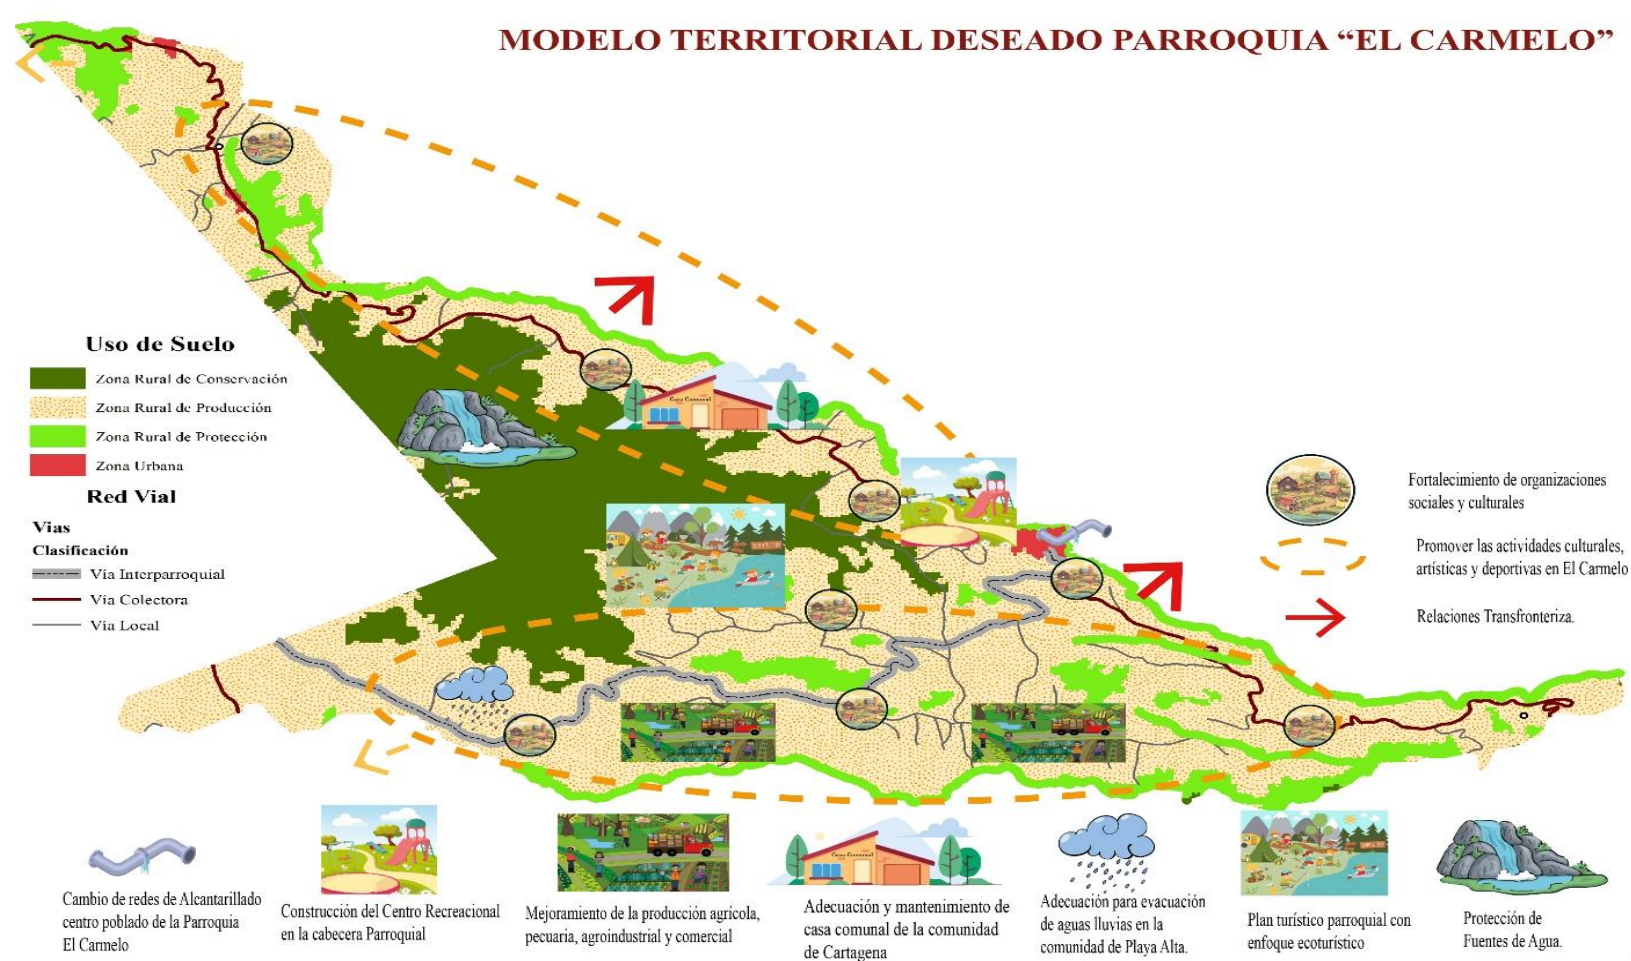 MODELO TERRITORIAL DESEADO PARROQUIA “EL CARMELO”
Uso de Suelo
Zona Rural de Conservación
Zona Rural de Producción
Zona Rural de Protección
Zona Urbana
Red Vial
Vias
Clasificación
Vía Interparroquial
Vía Colectora
Vía Local
Casa Comunal
Fortalecimiento de organizaciones
sociales y culturales
Promover las actividades culturales,
artísticas y deportivas en El Carmelo
Relaciones Transfronteriza.
Cambio de redes de Alcantarillado
centro poblado de la Parroquia
El Carmelo
Construcción del Centro Recreacional
en la cabecera Parroquial
Mejoramiento de la producción agrícola,
pecuaria, agroindustrial y comercial
Casa Comunal
Adecuación y mantenimiento de
casa comunal de la comunidad
de Cartagena
Adecuación para evacuación
de aguas lluvias en la
comunidad de Playa Alta.
Plan turístico parroquial con
enfoque ecoturístico
Protección de
Fuentes de Agua.